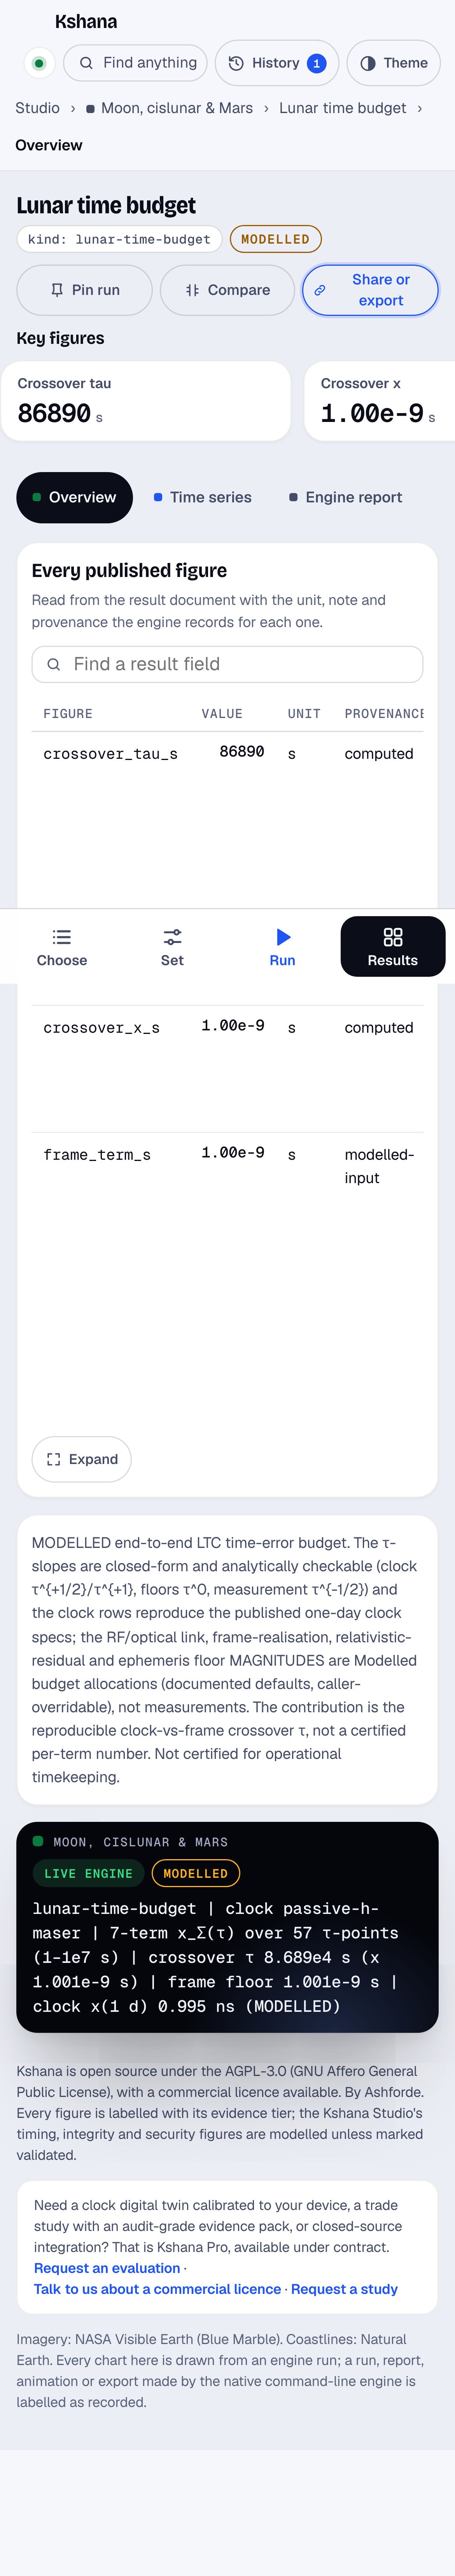 Kshana
Find anything
History 1
Theme
Studio › Moon, cislunar & Mars › Lunar time budget ›
Overview
Lunar time budget
kind: lunar-time-budget
MODELLED
Pin run
Compare
Share or
export
Key figures
Crossover tau
86890 s
Crossover x
1.00e-9 s
Overview
Time series
Engine report
Every published figure
Read from the result document with the unit, note and
provenance the engine records for each one.
Find a result field
FIGURE VALUE UNIT PROVENANCE
crossover_tau_s 86890 s computed
Choose
Set
Run
Results
crossover_x_s 1.00e-9 s computed
frame_term_s 1.00e-9 s modelled-
input
Expand
MODELLED end-to-end LTC time-error budget. The τ-
slopes are closed-form and analytically checkable (clock
τ^{+1/2}/τ^{+1}, floors τ^0, measurement τ^{-1/2}) and
the clock rows reproduce the published one-day clock
specs; the RF/optical link, frame-realisation, relativistic-
residual and ephemeris floor MAGNITUDES are Modelled
budget allocations (documented defaults, caller-
overridable), not measurements. The contribution is the
reproducible clock-vs-frame crossover τ, not a certified
per-term number. Not certified for operational
timekeeping.
MOON, CISLUNAR & MARS
LIVE ENGINE
MODELLED
lunar-time-budget | clock passive-h-
maser | 7-term x_Σ(τ) over 57 τ-points
(1–1e7 s) | crossover τ 8.689e4 s (x
1.001e-9 s) | frame floor 1.001e-9 s |
clock x(1 d) 0.995 ns (MODELLED)
Kshana is open source under the AGPL-3.0 (GNU Affero General
Public License), with a commercial licence available. By Ashforde.
Every figure is labelled with its evidence tier; the Kshana Studio's
timing, integrity and security figures are modelled unless marked
validated.
Need a clock digital twin calibrated to your device, a trade
study with an audit-grade evidence pack, or closed-source
integration? That is Kshana Pro, available under contract.
Request an evaluation ·
Talk to us about a commercial licence · Request a study
Imagery: NASA Visible Earth (Blue Marble). Coastlines: Natural
Earth. Every chart here is drawn from an engine run; a run, report,
animation or export made by the native command-line engine is
labelled as recorded.